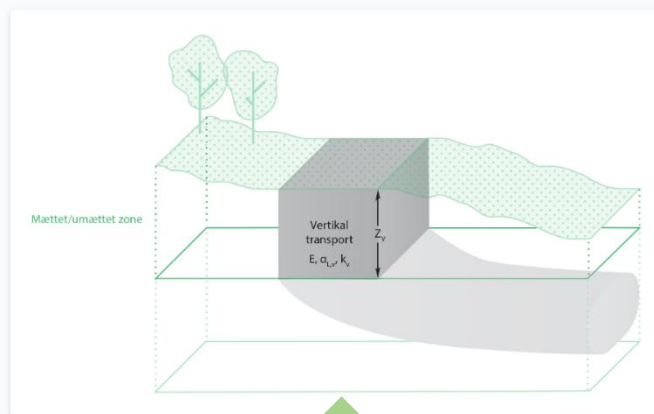 Mættet/umættet zone
Vertikal
transport
E, α_L,v, k_v
Z_v